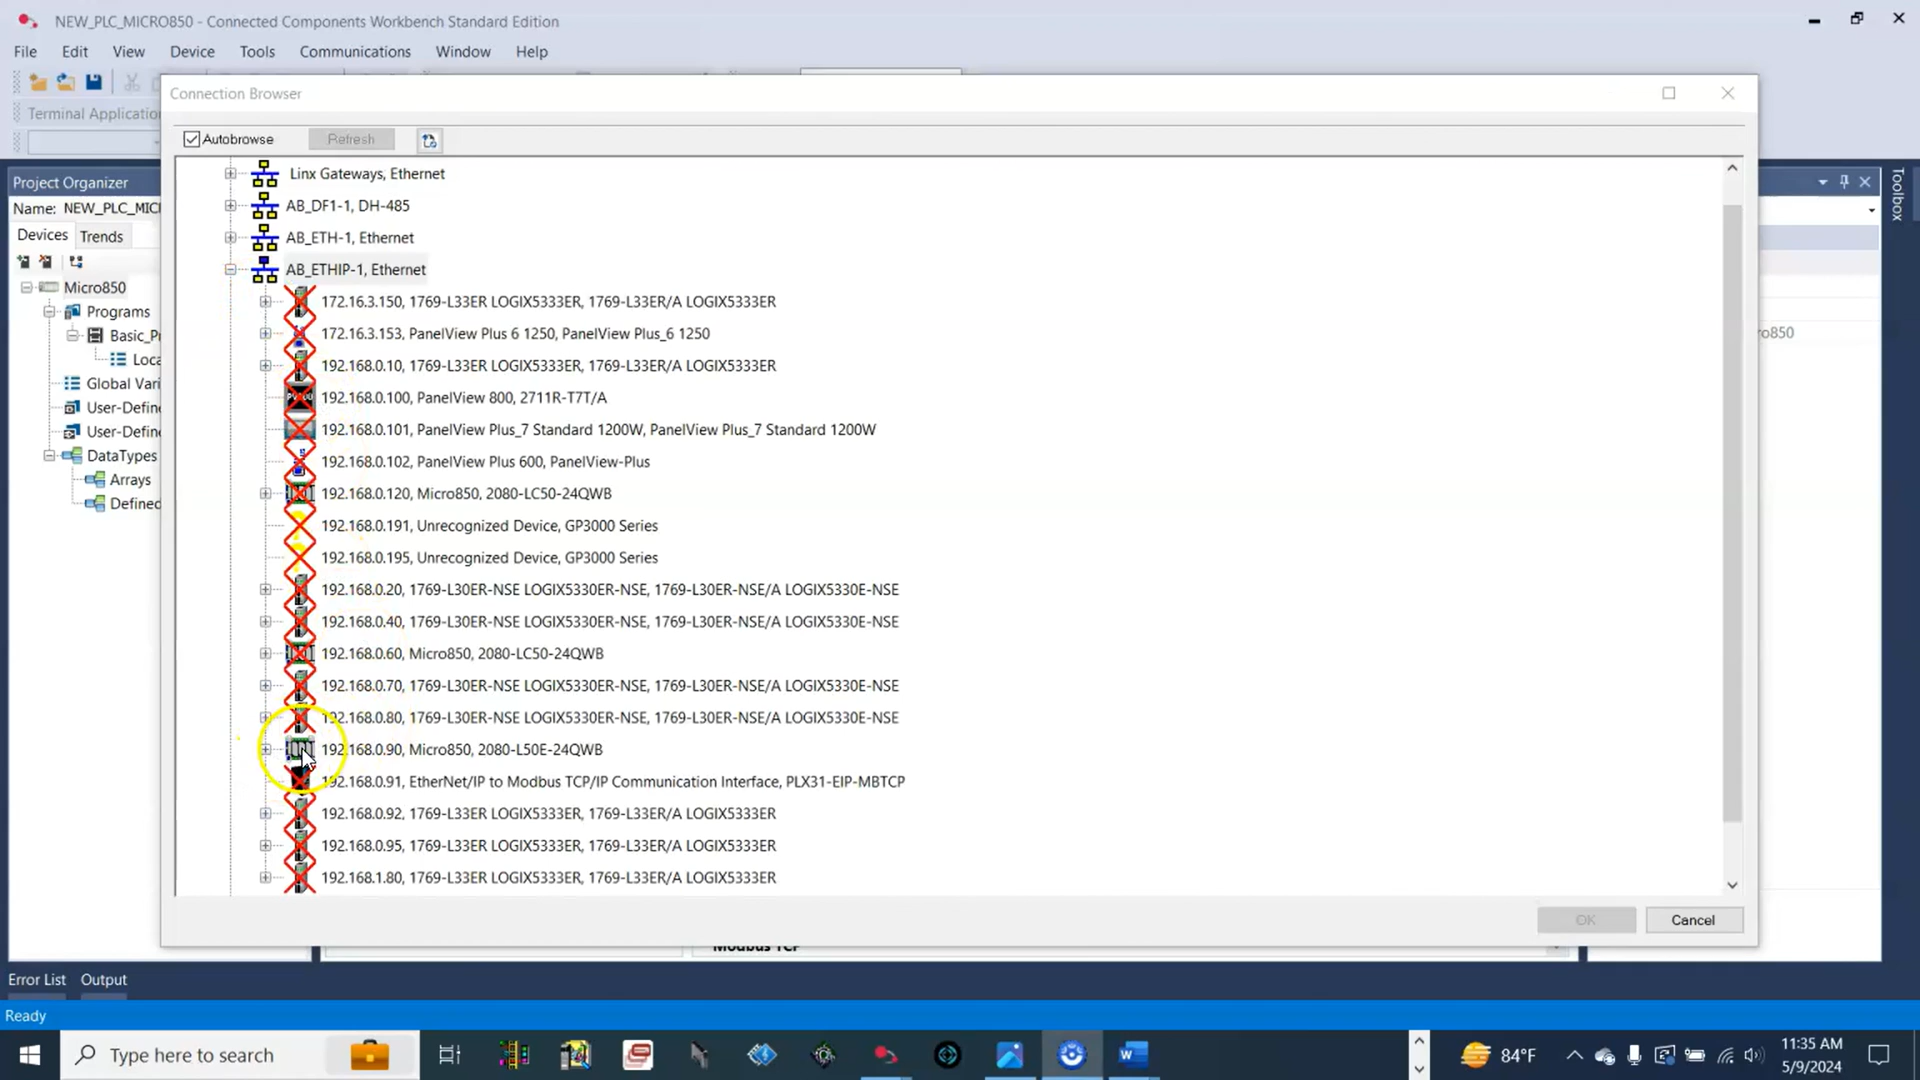 NEW_PLC_MICRO850 - Connected Components Workbench Standard Edition
File Edit View Device Tools Communications Window Help
Terminal Applicatio
Connection Browser
Autobrowse Refresh
Project Organizer
Name: NEW_PLC_MICR
Devices Trends
Micro850
Programs
Basic_Pr
Loca
Global Vari
User-Define
User-Define
DataTypes
Arrays
Defined
Linx Gateways, Ethernet
AB_DF1-1, DH-485
AB_ETH-1, Ethernet
AB_ETHIP-1, Ethernet
172.16.3.150, 1769-L33ER LOGIX5333ER, 1769-L33ER/A LOGIX5333ER
172.16.3.153, PanelView Plus 6 1250, PanelView Plus_6 1250
192.168.0.10, 1769-L33ER LOGIX5333ER, 1769-L33ER/A LOGIX5333ER
192.168.0.100, PanelView 800, 2711R-T7T/A
192.168.0.101, PanelView Plus_7 Standard 1200W, PanelView Plus_7 Standard 1200W
192.168.0.102, PanelView Plus 600, PanelView-Plus
192.168.0.120, Micro850, 2080-LC50-24QWB
192.168.0.191, Unrecognized Device, GP3000 Series
192.168.0.195, Unrecognized Device, GP3000 Series
192.168.0.20, 1769-L30ER-NSE LOGIX5330ER-NSE, 1769-L30ER-NSE/A LOGIX5330E-NSE
192.168.0.40, 1769-L30ER-NSE LOGIX5330ER-NSE, 1769-L30ER-NSE/A LOGIX5330E-NSE
192.168.0.60, Micro850, 2080-LC50-24QWB
192.168.0.70, 1769-L30ER-NSE LOGIX5330ER-NSE, 1769-L30ER-NSE/A LOGIX5330E-NSE
192.168.0.80, 1769-L30ER-NSE LOGIX5330ER-NSE, 1769-L30ER-NSE/A LOGIX5330E-NSE
192.168.0.90, Micro850, 2080-L50E-24QWB
192.168.0.91, EtherNet/IP to Modbus TCP/IP Communication Interface, PLX31-EIP-MBTCP
192.168.0.92, 1769-L33ER LOGIX5333ER, 1769-L33ER/A LOGIX5333ER
192.168.0.95, 1769-L33ER LOGIX5333ER, 1769-L33ER/A LOGIX5333ER
192.168.1.80, 1769-L33ER LOGIX5333ER, 1769-L33ER/A LOGIX5333ER
OK Cancel
Toolbox
ro850
Modbus TCP
Error List Output
Ready
Type here to search
84°F
11:35 AM
5/9/2024